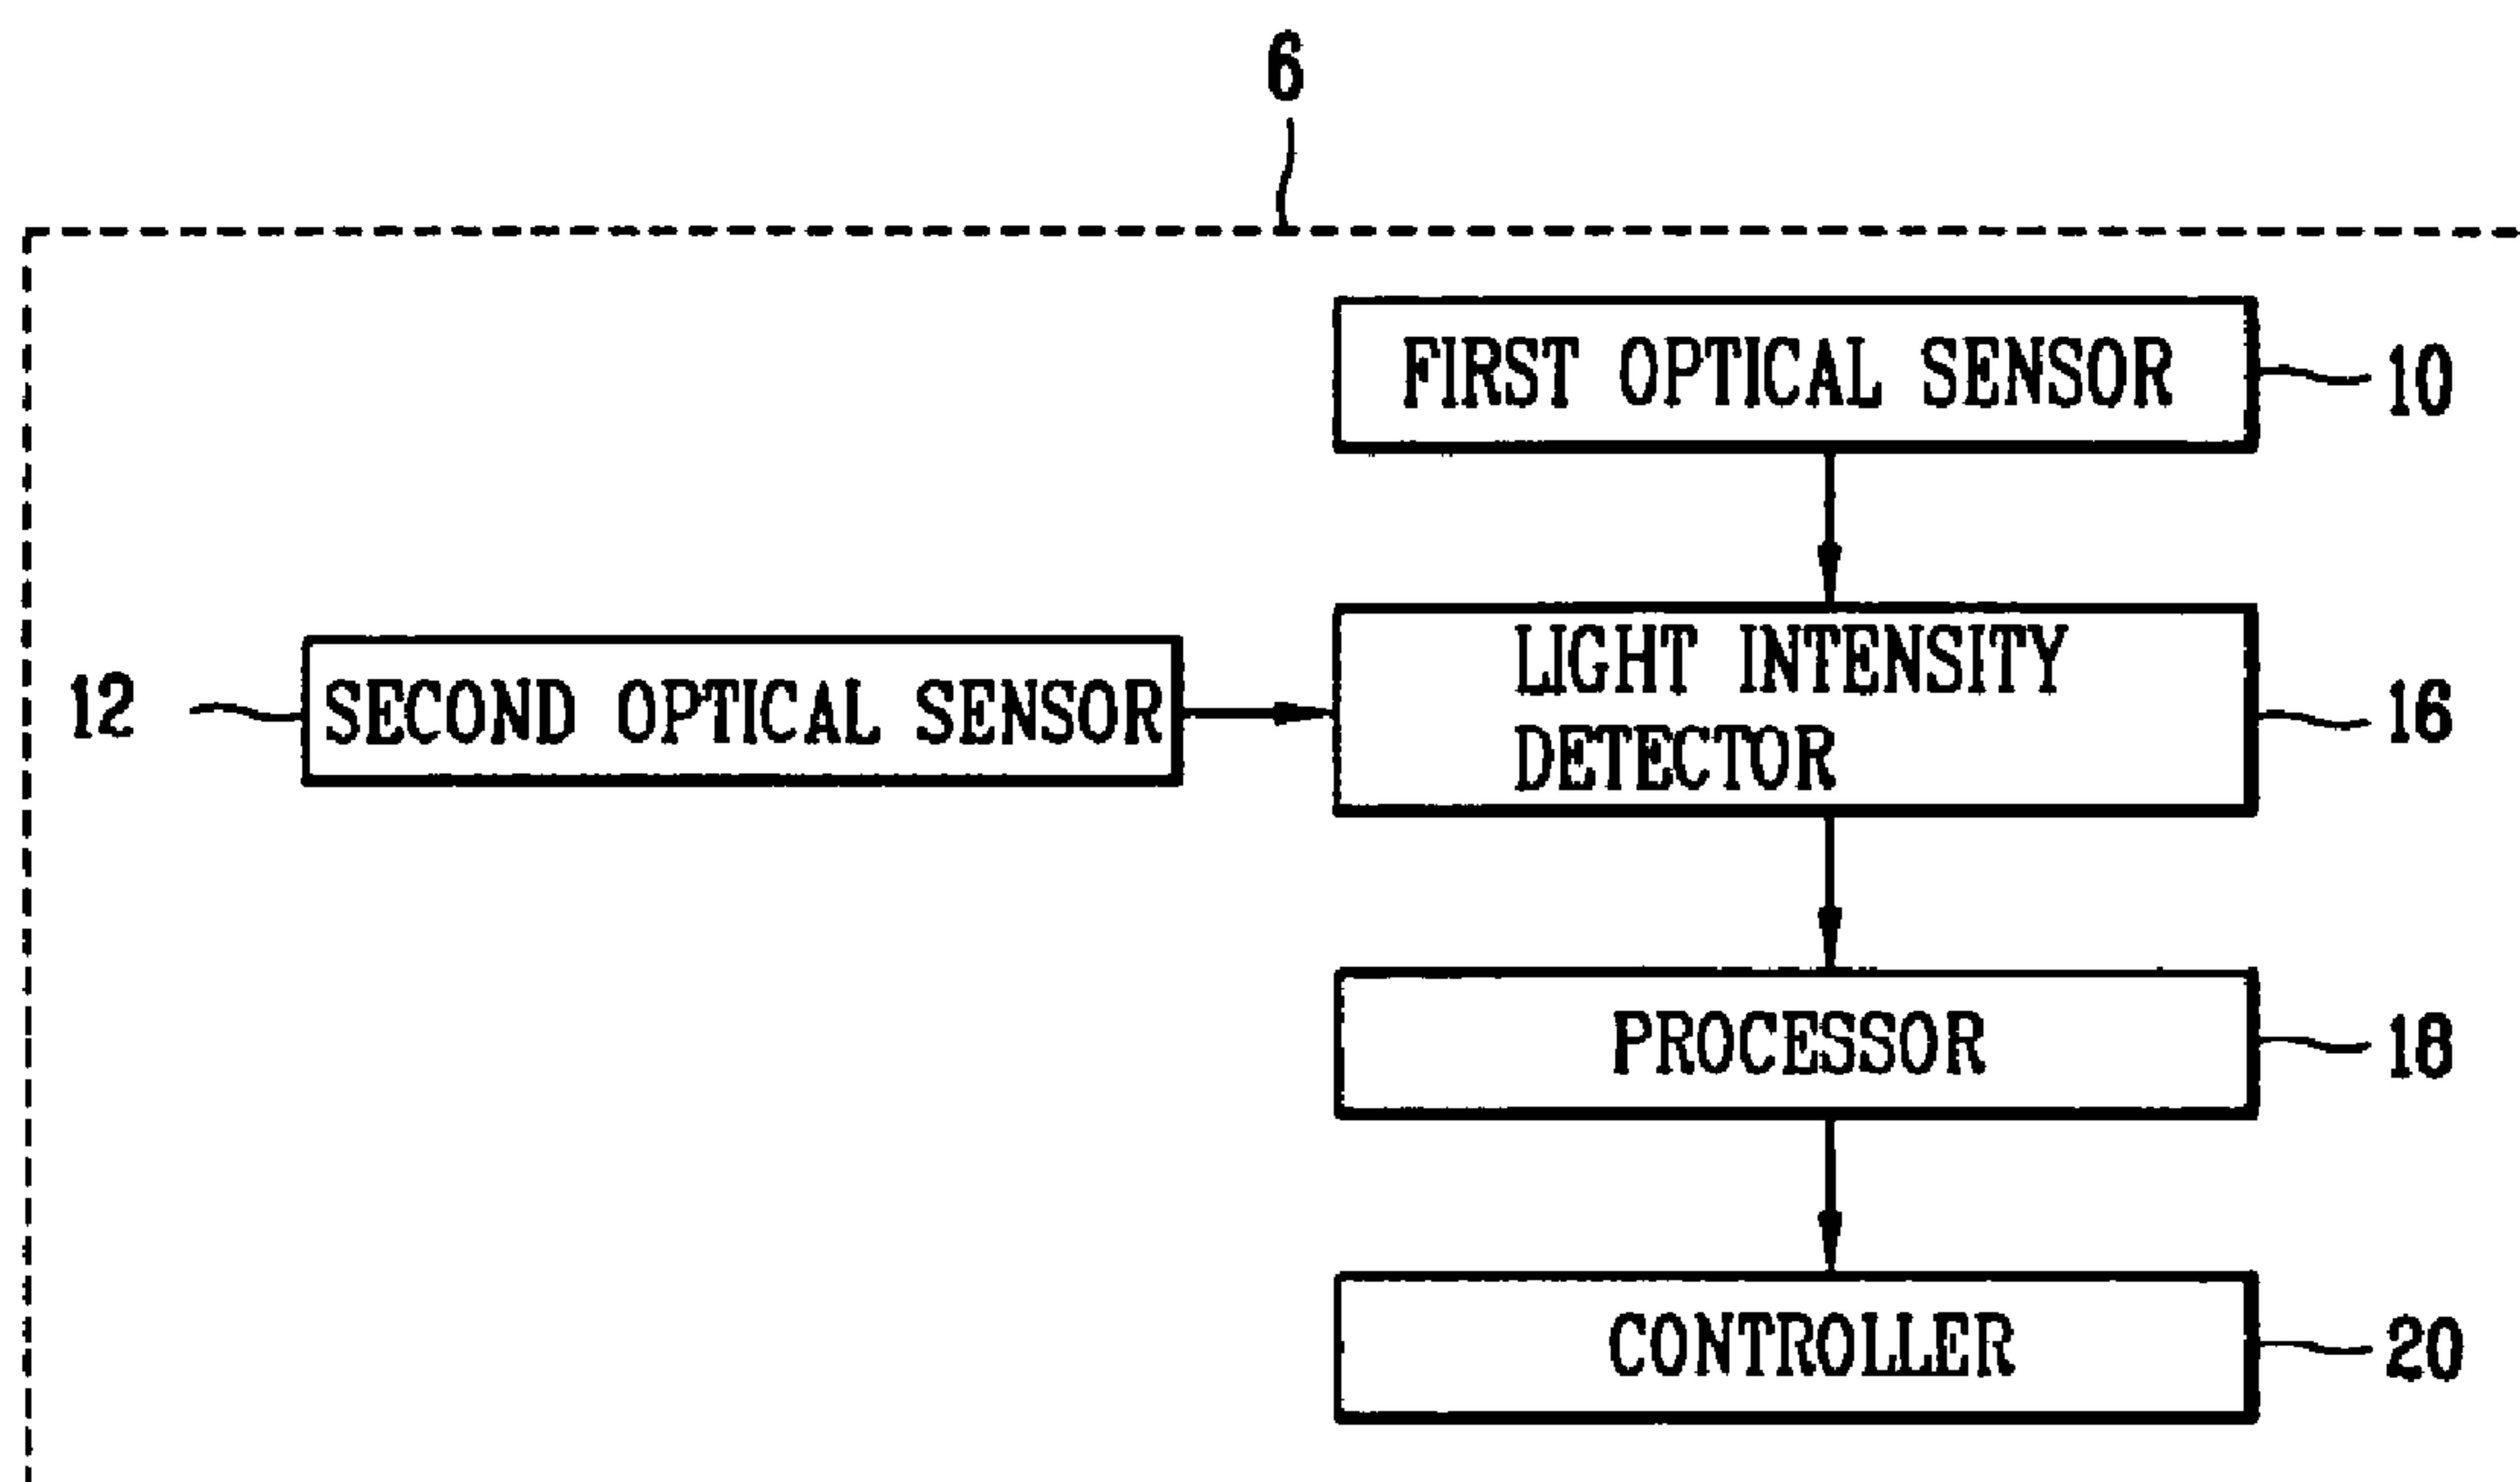 6
FIRST OPTICAL SENSOR
10
12
SECOND OPTICAL SENSOR
LIGHT INTENSITY
DETECTOR
16
PROCESSOR
18
CONTROLLER
20